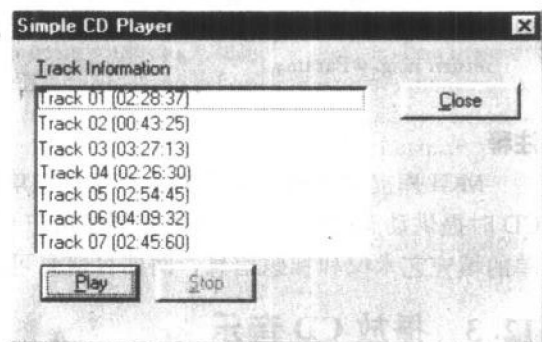 Simple CD Player
Track Information
Track 01 (02:28:37)
Close
Track 02 (00:43:25)
Track 03 (03:27:13)
Track 04 (02:26:30)
Track 05 (02:54:45)
Track 06 (04:09:32)
Track 07 (02:45:60)
Play
Stop